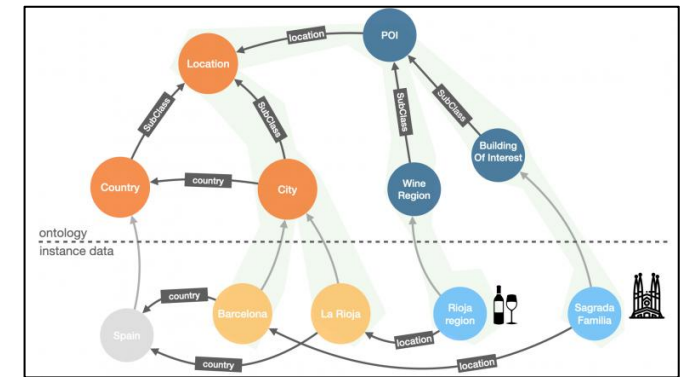 POI
location
Location
SubClass
SubClass
SubClass
SubClass
Building
Of Interest
Country
country
City
Wine
Region
ontology
instance data
Spain
country
Barcelona
La Rioja
Rioja
region
Sagrada
Familia
location
country
location